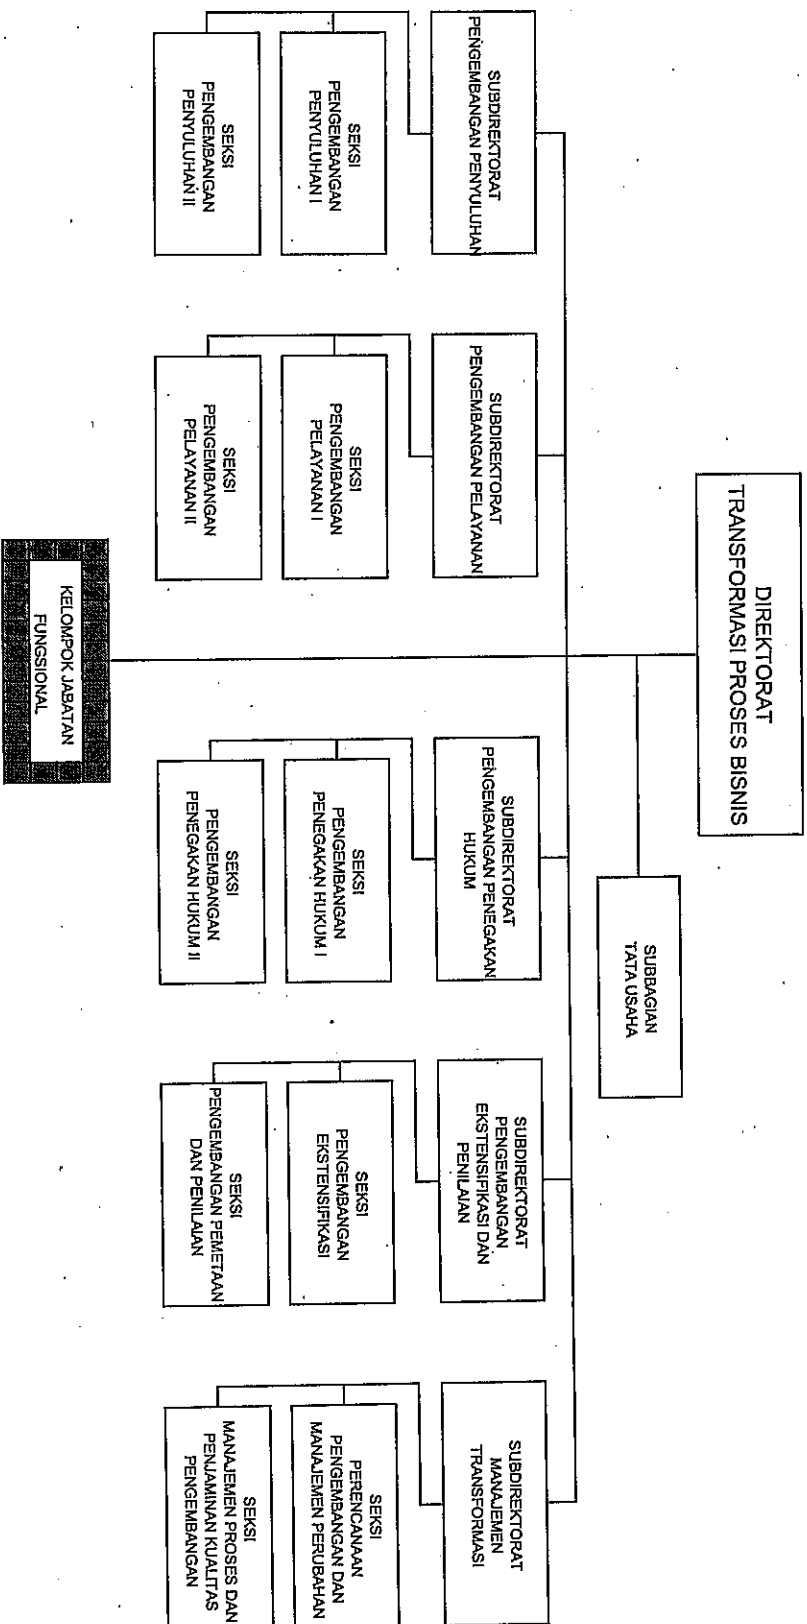 DIREKTORAT
TRANSFORMASI PROSES BISNIS
SUBBAGIAN
TATA USAHA
SUBDIREKTORAT
PENGEMBANGAN PENYULUHAN
SUBDIREKTORAT
PENGEMBANGAN PELAYANAN
SUBDIREKTORAT
PENGEMBANGAN PENEGAKAN
HUKUM
SUBDIREKTORAT
PENGEMBANGAN
EKSTENSIFIKASI DAN
PENILAIAN
SUBDIREKTORAT
MANAJEMEN
TRANSFORMASI
SEKSI
PENGEMBANGAN
PENYULUHAN I
SEKSI
PENGEMBANGAN
PELAYANAN I
SEKSI
PENGEMBANGAN
PENEGAKAN HUKUM I
SEKSI
PENGEMBANGAN
EKSTENSIFIKASI
SEKSI
PERENCANAAN
PENGEMBANGAN DAN
MANAJEMEN PERUBAHAN
SEKSI
PENGEMBANGAN
PENYULUHAN II
SEKSI
PENGEMBANGAN
PELAYANAN II
SEKSI
PENGEMBANGAN
PENEGAKAN HUKUM II
SEKSI
PENGEMBANGAN PEMETAAN
DAN PENILAIAN
SEKSI
MANAJEMEN PROSES DAN
PENJAMINAN KUALITAS
PENGEMBANGAN
KELOMPOK JABATAN
FUNGSIONAL